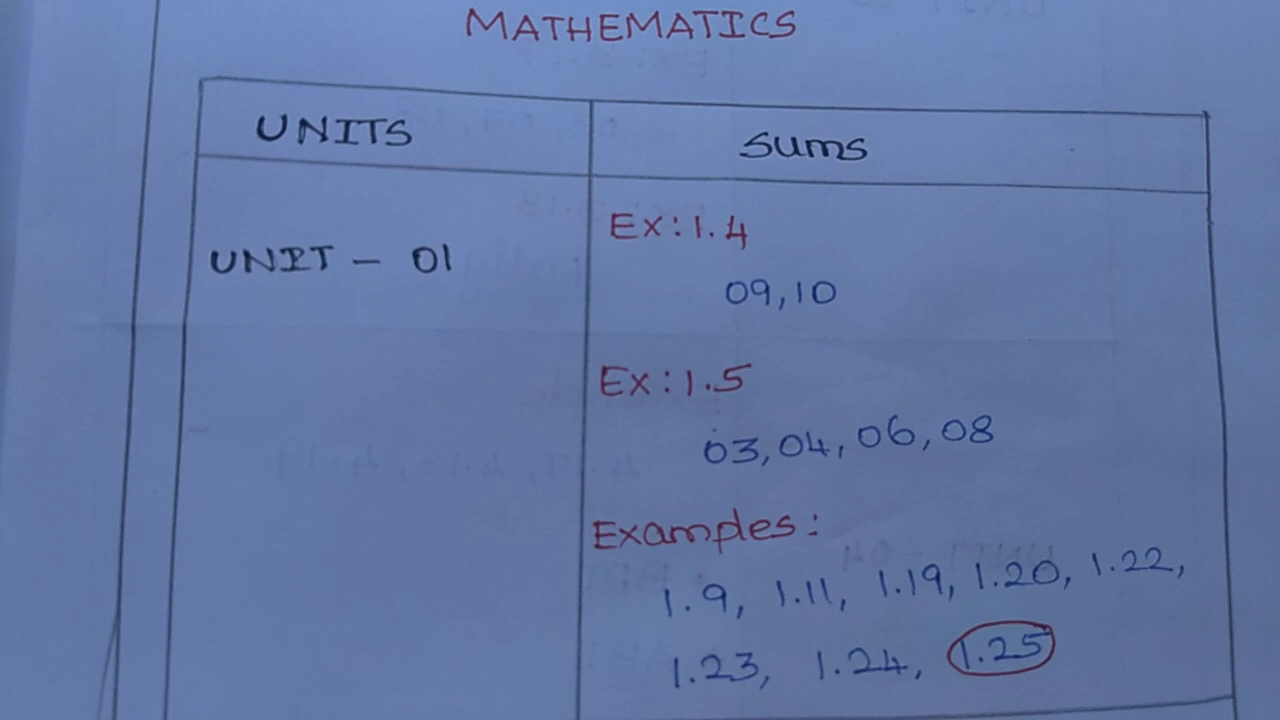 MATHEMATICS
UNITS
Sums
UNIT - 01
Ex: 1.4
09, 10
Ex: 1.5
03, 04, 06, 08
Examples:
1.9, 1.11, 1.19, 1.20, 1.22,
1.23, 1.24, 1.25